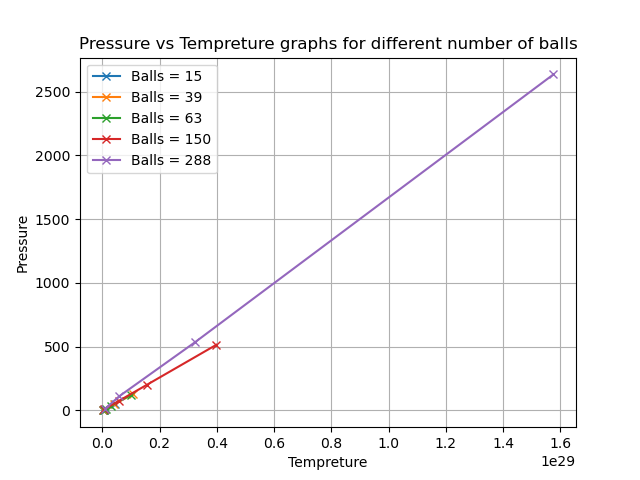 Pressure vs Tempreture graphs for different number of balls
Balls = 15
Balls = 39
Balls = 63
Balls = 150
Balls = 288
2500
2000
1500
1000
500
0
Pressure
0.0 0.2 0.4 0.6 0.8 1.0 1.2 1.4 1.6
1e29
Tempreture